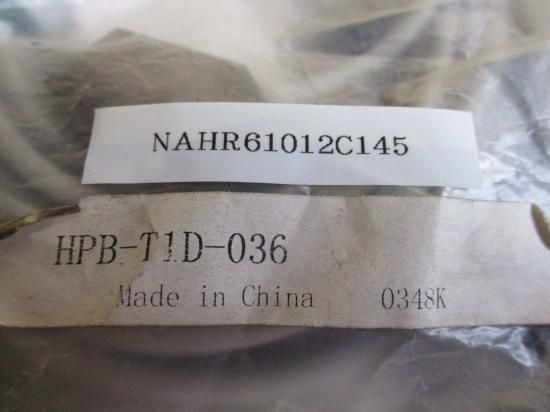 NAHR61012C145
HPB-T1D-036
Made in China 0348K